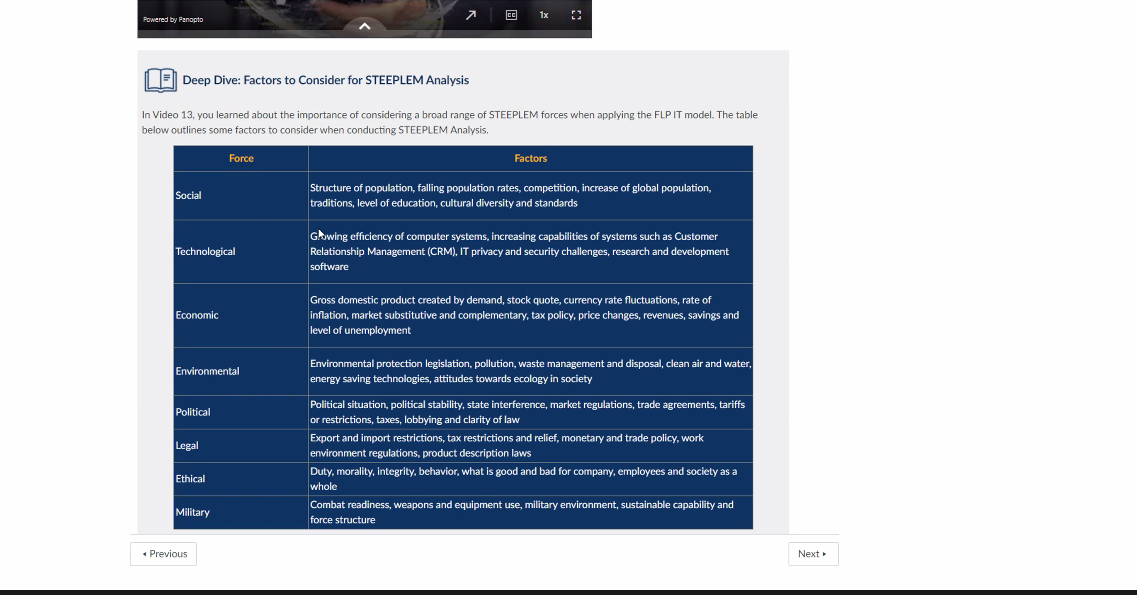 Powered by Panopto
CC
1x
Deep Dive: Factors to Consider for STEEPLEM Analysis
In Video 13, you learned about the importance of considering a broad range of STEEPLEM forces when applying the FLP IT model. The table
below outlines some factors to consider when conducting STEEPLEM Analysis.
Force
Factors
Social
Structure of population, falling population rates, competition, increase of global population,
traditions, level of education, cultural diversity and standards
Technological
Growing efficiency of computer systems, increasing capabilities of systems such as Customer
Relationship Management (CRM), IT privacy and security challenges, research and development
software
Economic
Gross domestic product created by demand, stock quote, currency rate fluctuations, rate of
inflation, market substitutive and complementary, tax policy, price changes, revenues, savings and
level of unemployment
Environmental
Environmental protection legislation, pollution, waste management and disposal, clean air and water,
energy saving technologies, attitudes towards ecology in society
Political
Political situation, political stability, state interference, market regulations, trade agreements, tariffs
or restrictions, taxes, lobbying and clarity of law
Legal
Export and import restrictions, tax restrictions and relief, monetary and trade policy, work
environment regulations, product description laws
Ethical
Duty, morality, integrity, behavior, what is good and bad for company, employees and society as a
whole
Military
Combat readiness, weapons and equipment use, military environment, sustainable capability and
force structure
Previous
Next